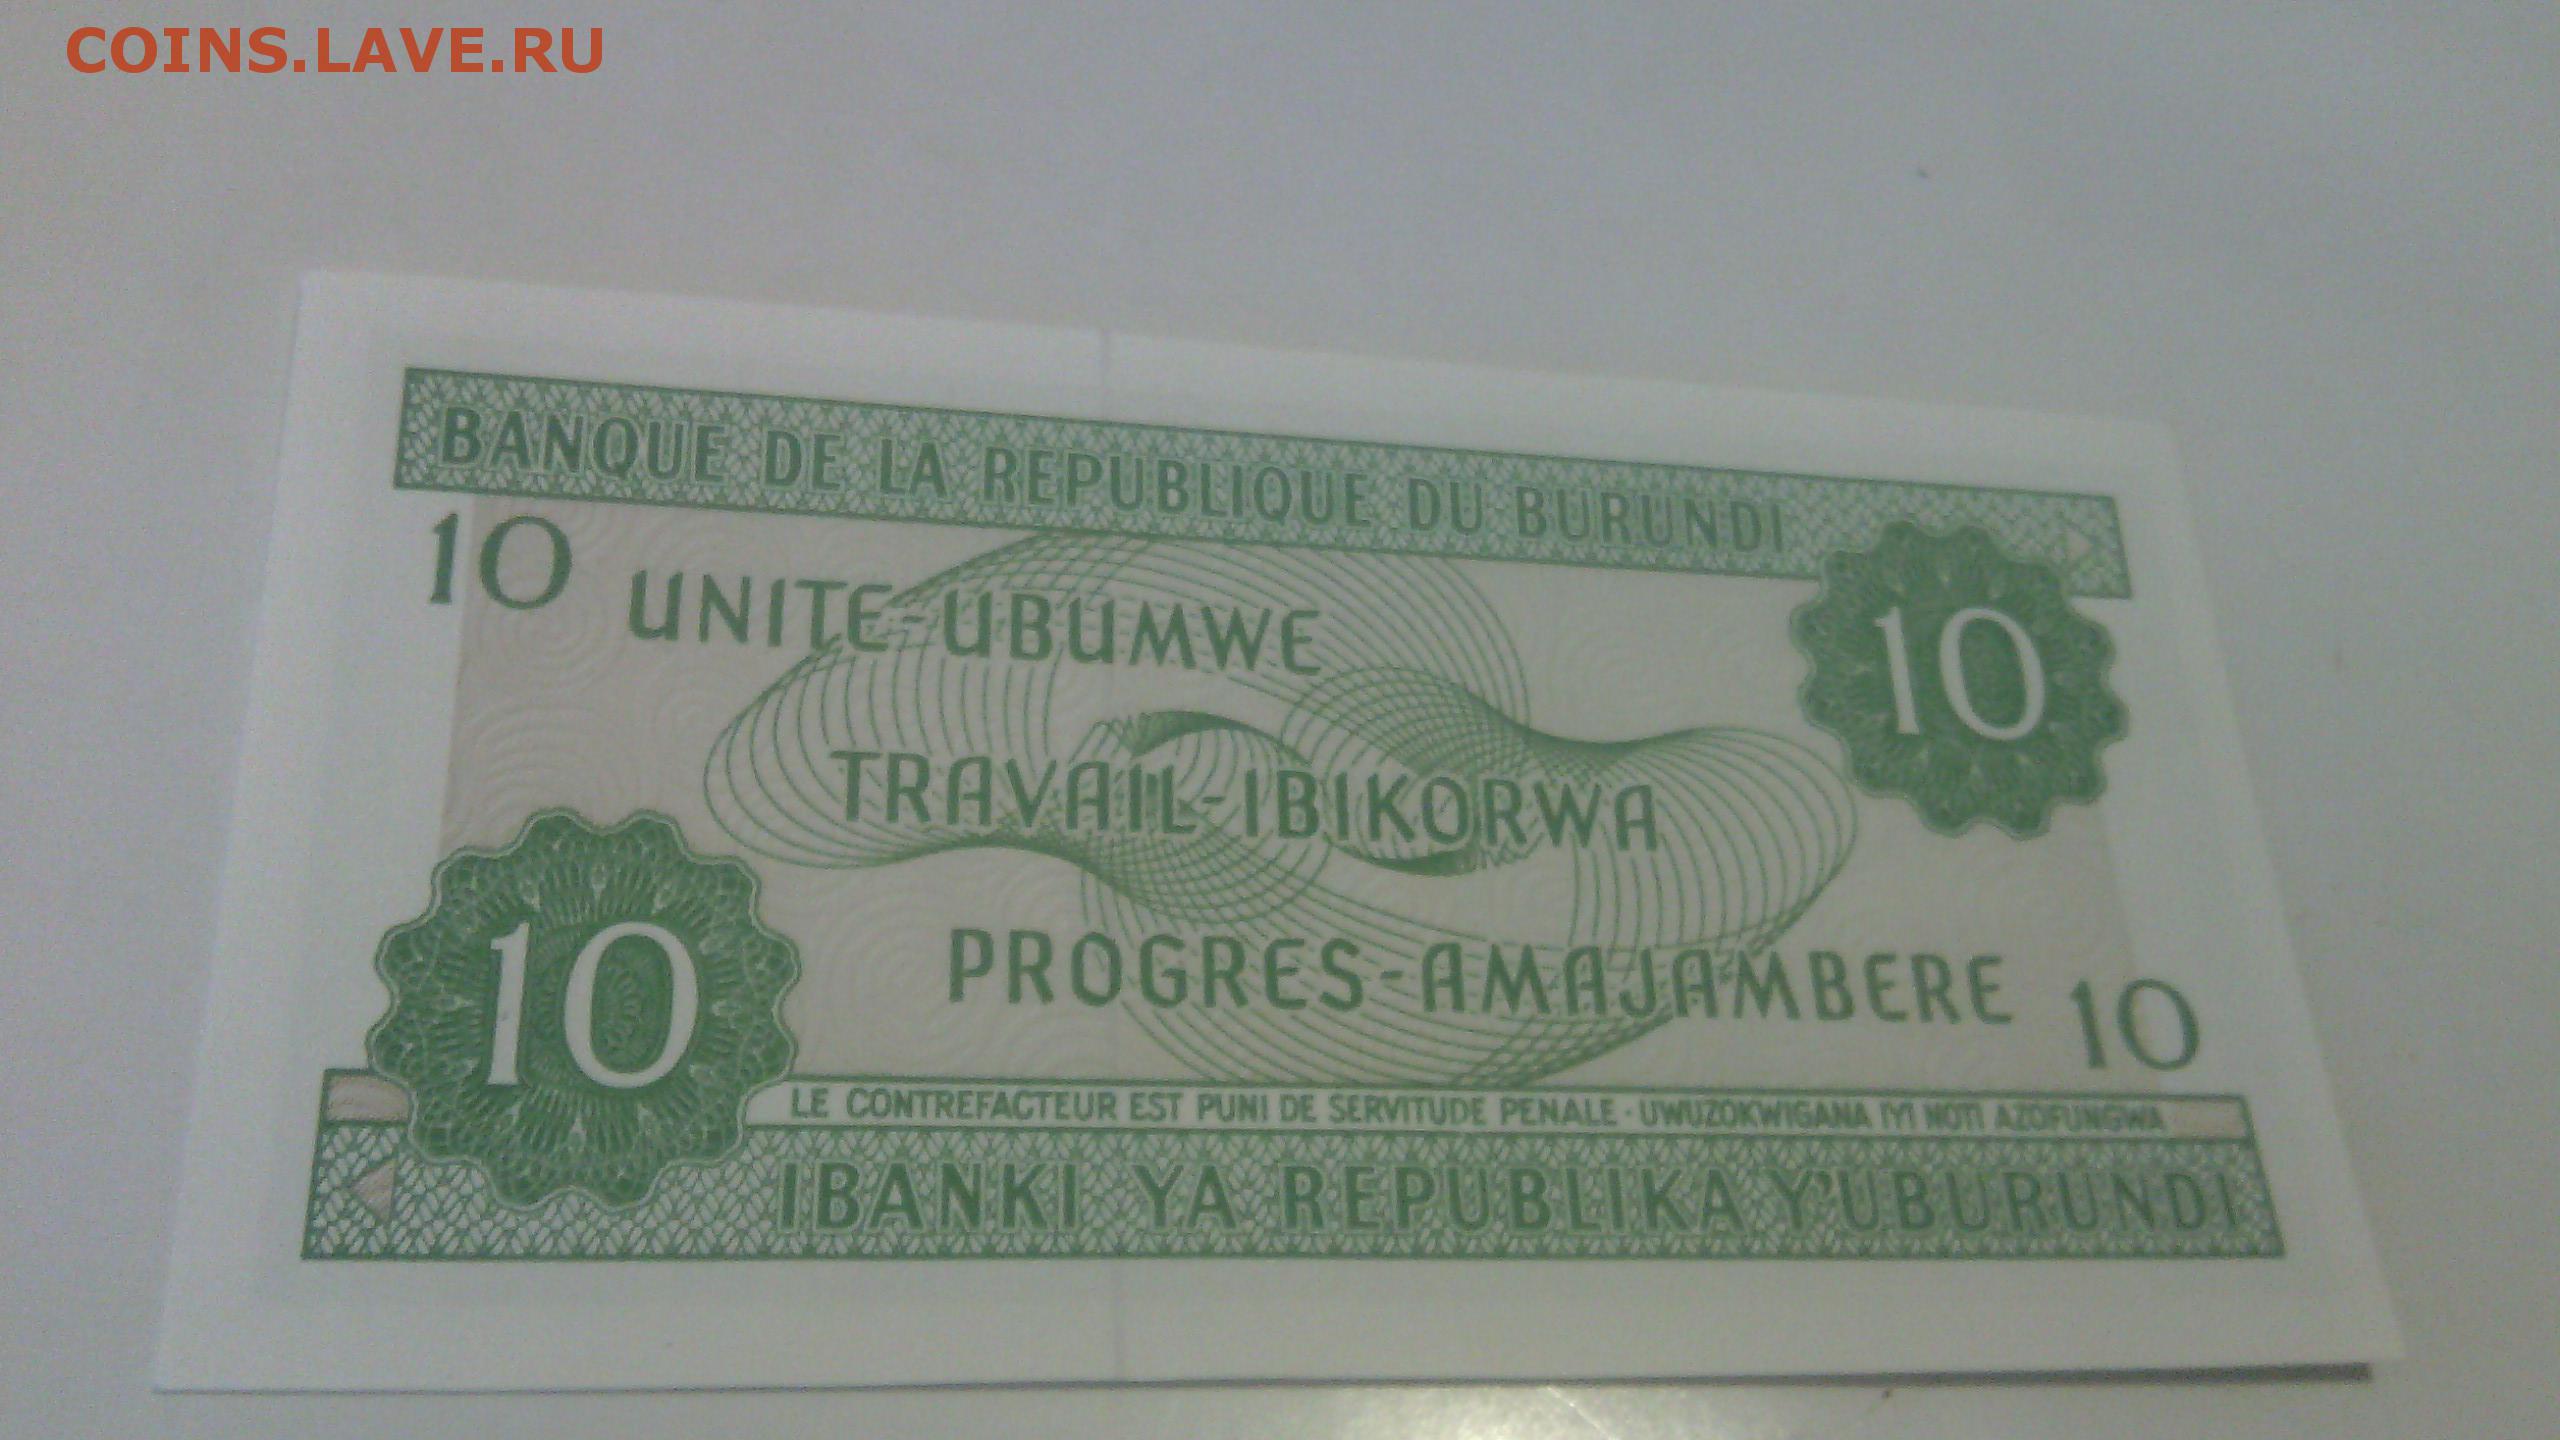 COINS.LAVE.RU
BANQUE DE LA REPUBLIQUE DU BURUNDI
10
UNITE-UBUMWE
10
TRAVAIL-IBIKORWA
PROGRES-AMAJAMBERE
10
10
LE CONTREFACTEUR EST PUNI DE SERVITUDE PENALE · UWUZOKWIGANA IYI NOTI AZOFUNGWA
IBANKI YA REPUBLIKA Y'UBURUNDI